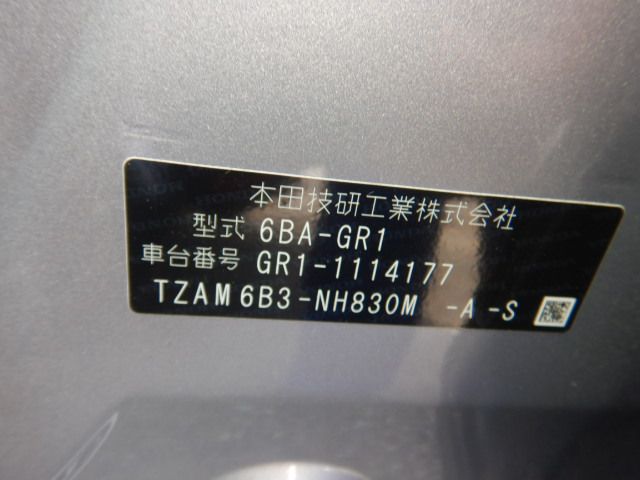 本田技研工業株式会社
型式 6BA-GR1
車台番号 GR1-1114177
TZAM6B3-NH830M -A -S